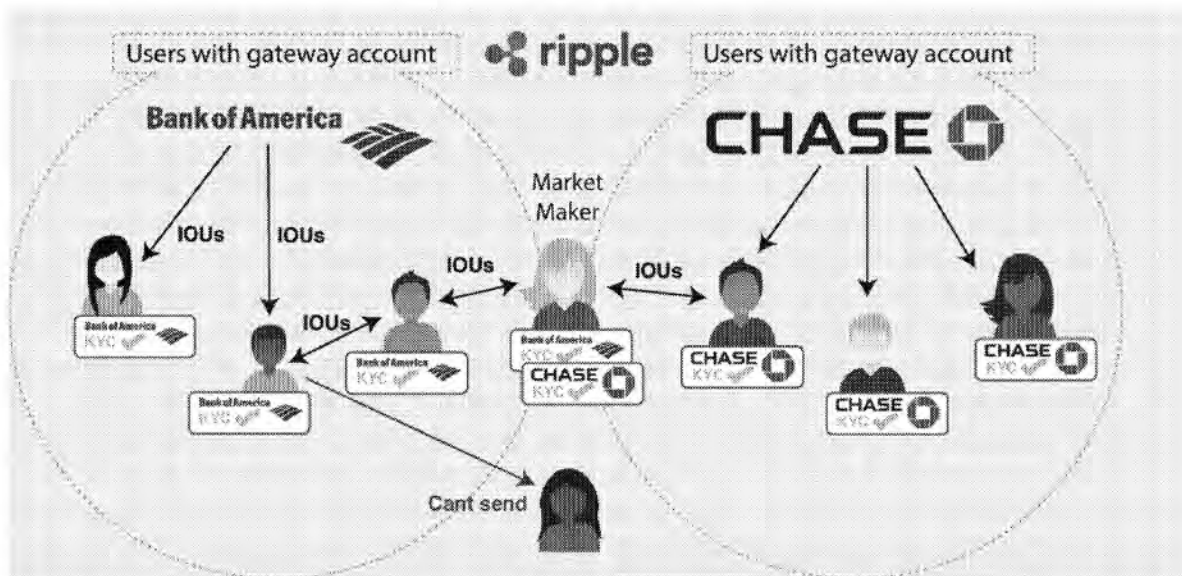 Users with gateway account
ripple
Users with gateway account
Bank of America
CHASE
Market
Maker
IOUs
IOUs
IOUs
IOUs
IOUs
Bank of America
KYC
Bank of America
KYC
Bank of America
KYC
Bank of America
KYC
CHASE
KYC
CHASE
KYC
CHASE
KYC
CHASE
KYC
Cant send